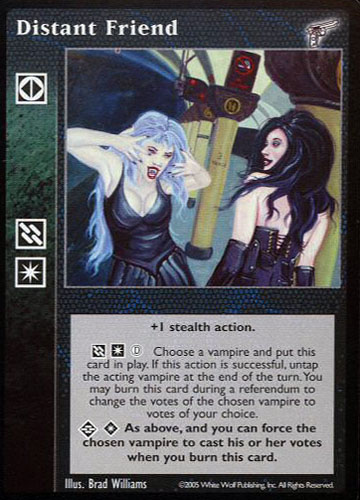 Distant Friend
+1 stealth action.
D Choose a vampire and put this
card in play. If this action is successful, untap
the acting vampire at the end of the turn. You
may burn this card during a referendum to
change the votes of the chosen vampire to
votes of your choice.
As above, and you can force the
chosen vampire to cast his or her votes
when you burn this card.
Illus. Brad Williams
©2005 White Wolf Publishing, Inc. All Rights Reserved.